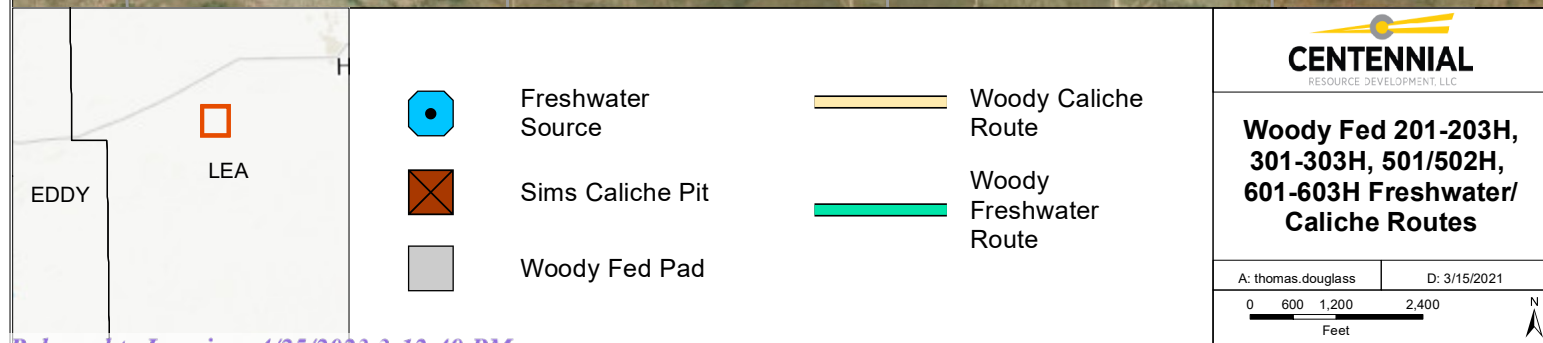 H
LEA
EDDY
Freshwater
Source
Sims Caliche Pit
Woody Fed Pad
Woody Caliche
Route
Woody
Freshwater
Route
CENTENNIAL
RESOURCE DEVELOPMENT, LLC
Woody Fed 201-203H,
301-303H, 501/502H,
601-603H Freshwater/
Caliche Routes
A: thomas.douglass D: 3/15/2021
0 600 1,200 2,400
Feet
N